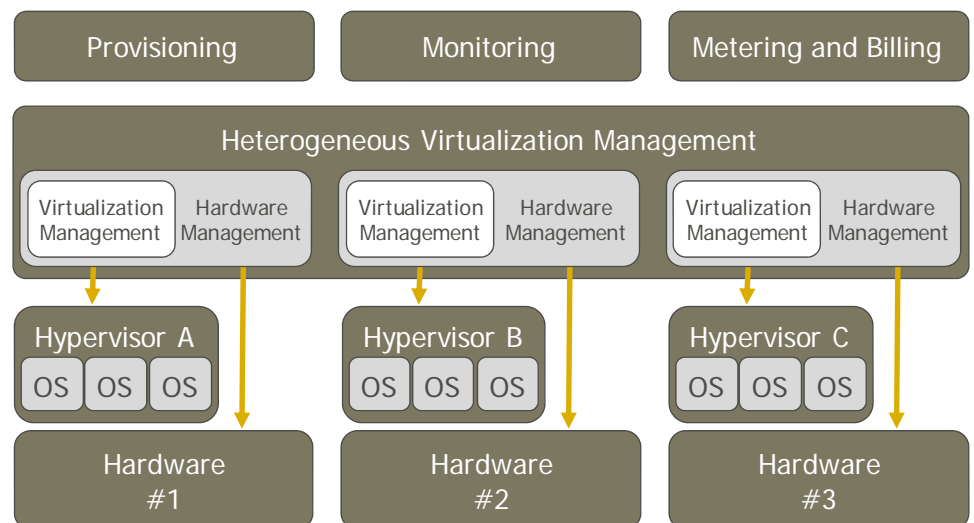 Provisioning
Monitoring
Metering and Billing
Heterogeneous Virtualization Management
Virtualization
Management
Hardware
Management
Virtualization
Management
Hardware
Management
Virtualization
Management
Hardware
Management
Hypervisor A
OS OS OS
Hypervisor B
OS OS OS
Hypervisor C
OS OS OS
Hardware
#1
Hardware
#2
Hardware
#3